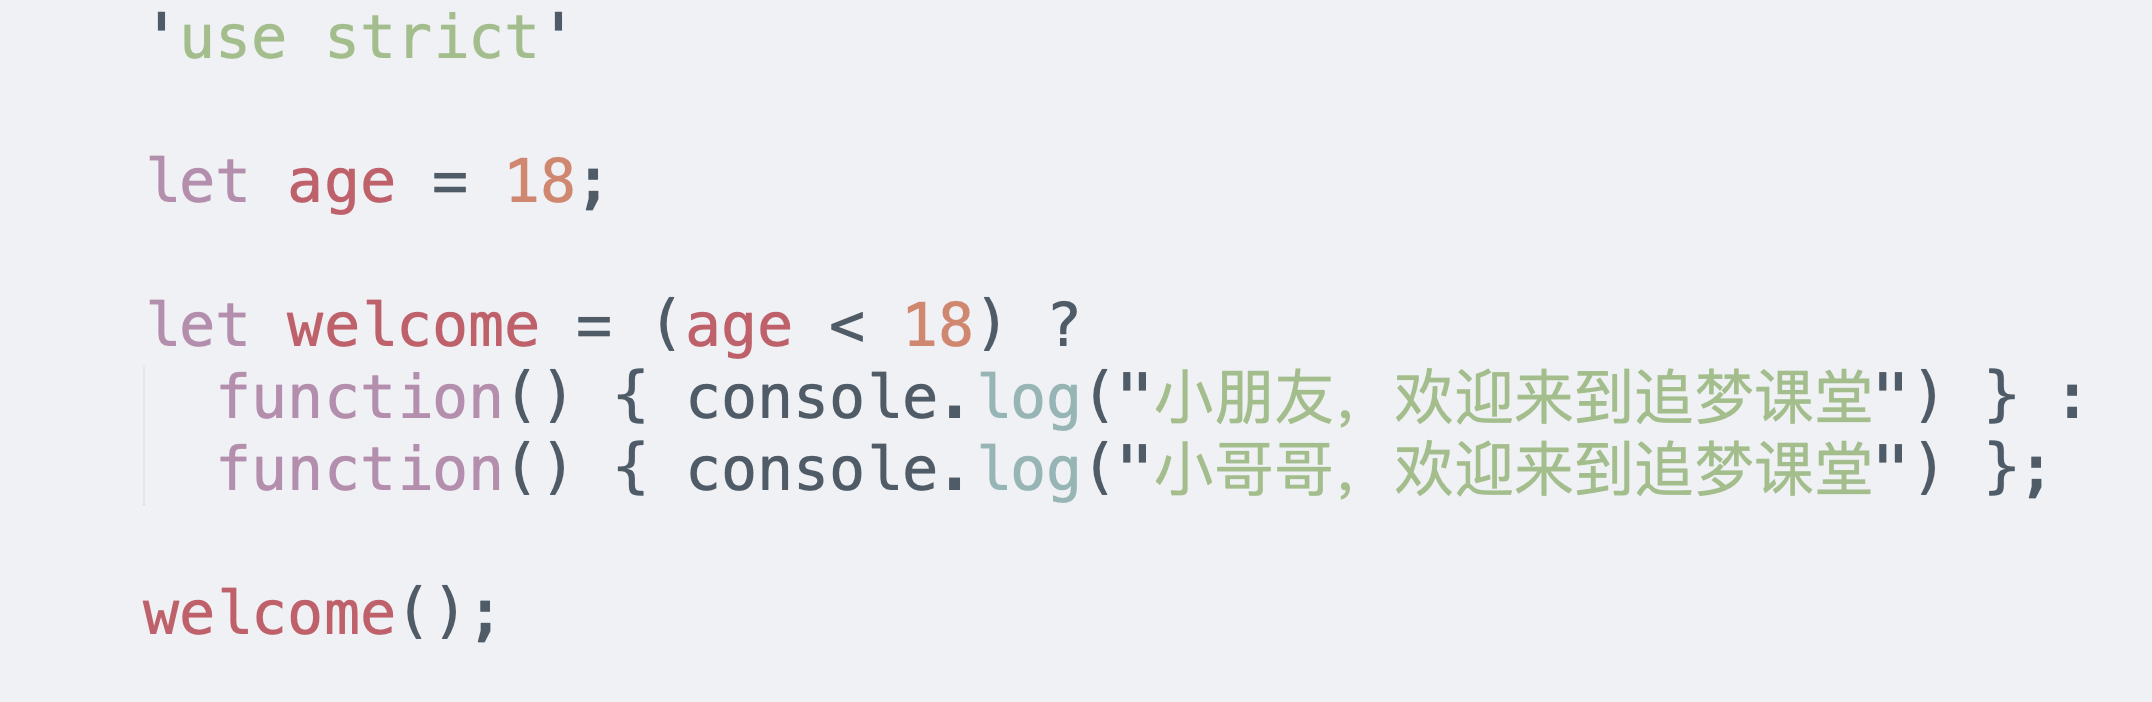 'use strict'
let age = 18;
let welcome = (age < 18) ?
function() { console.log("小朋友，欢迎来到追梦课堂") } :
function() { console.log("小哥哥，欢迎来到追梦课堂") };
welcome();